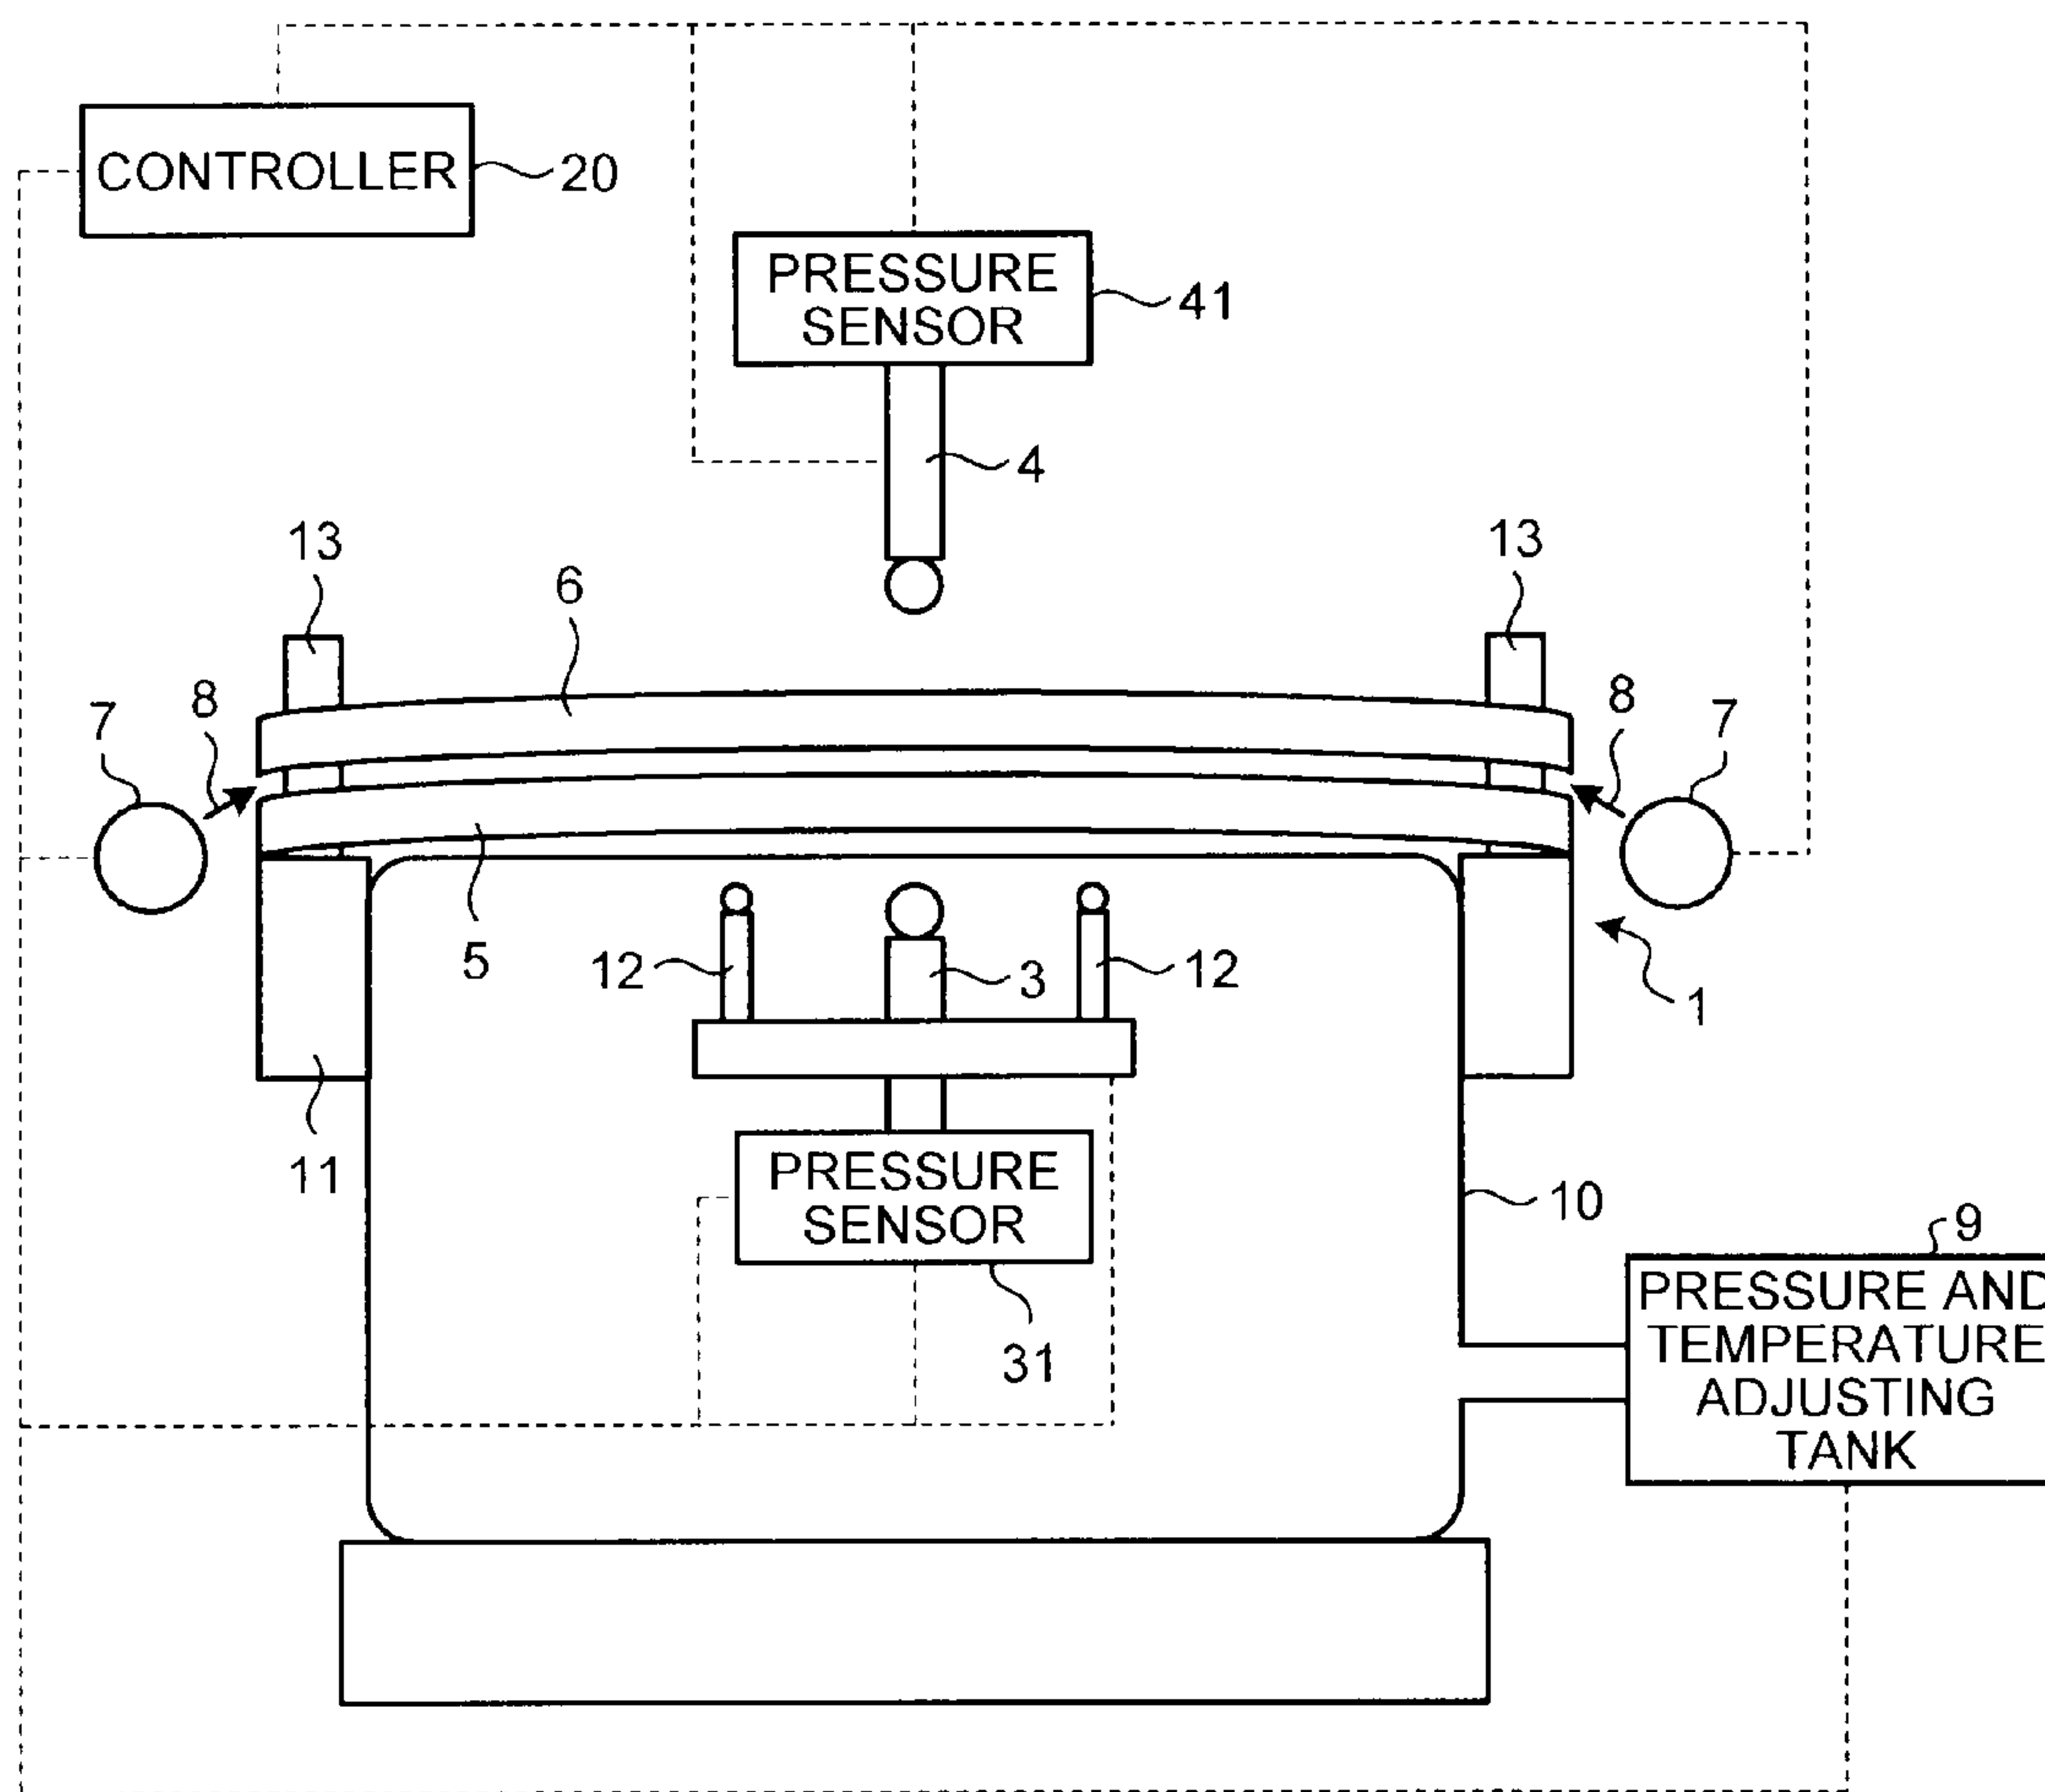 CONTROLLER
20
PRESSURE
SENSOR
41
4
13
13
6
8
7
8
7
5
12
3
12
1
11
PRESSURE
SENSOR
10
31
9
PRESSURE AND
TEMPERATURE
ADJUSTING
TANK